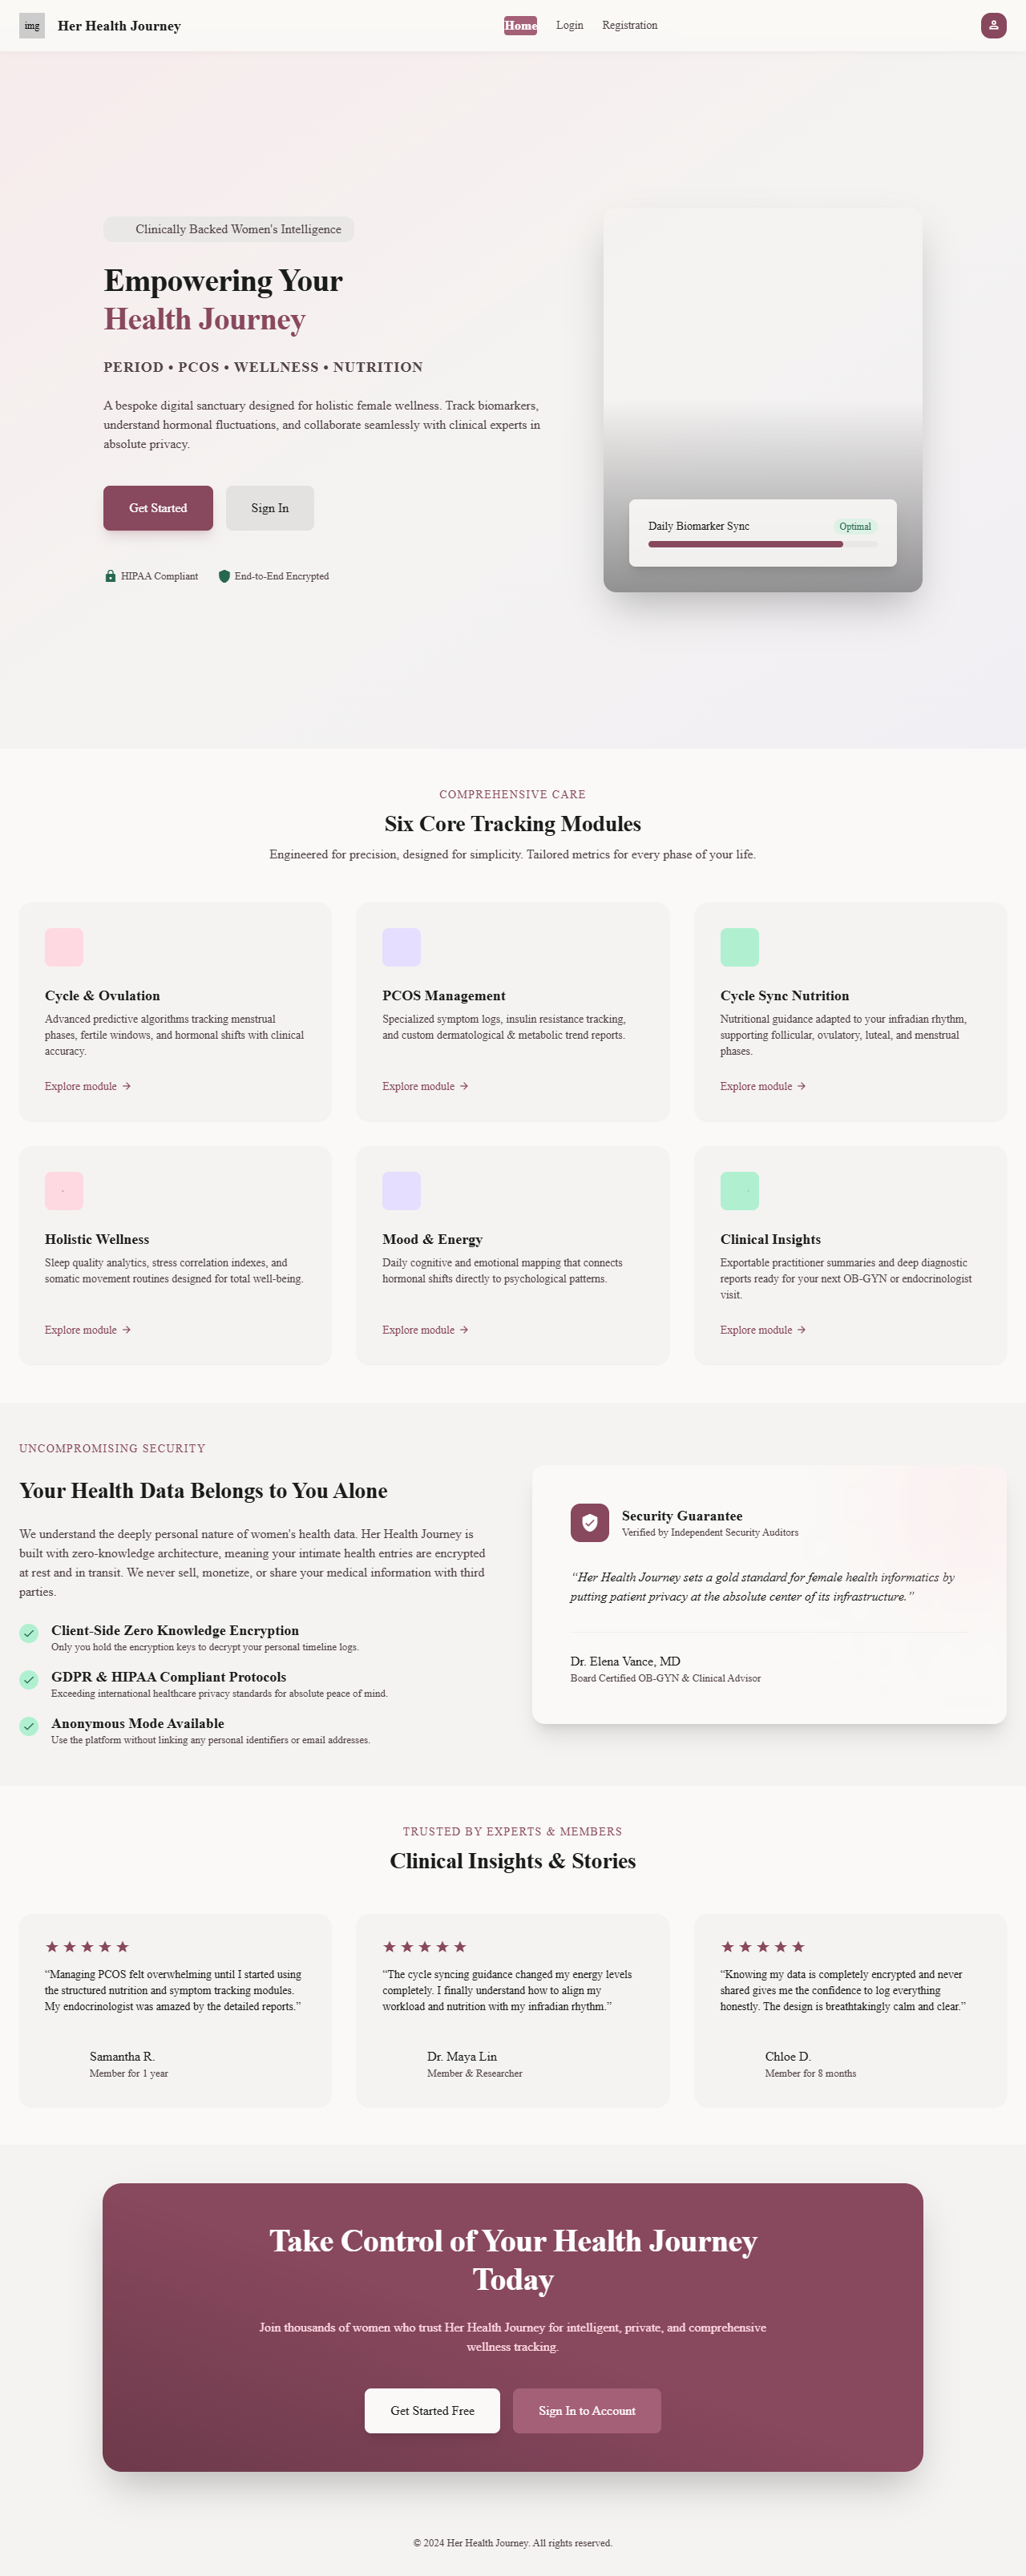 img
Her Health Journey
Home
Login
Registration
Clinically Backed Women's Intelligence
Empowering Your
Health Journey
PERIOD • PCOS • WELLNESS • NUTRITION
A bespoke digital sanctuary designed for holistic female wellness. Track biomarkers,
understand hormonal fluctuations, and collaborate seamlessly with clinical experts in
absolute privacy.
Get Started
Sign In
HIPAA Compliant
End-to-End Encrypted
Daily Biomarker Sync
Optimal
COMPREHENSIVE CARE
Six Core Tracking Modules
Engineered for precision, designed for simplicity. Tailored metrics for every phase of your life.
Cycle & Ovulation
Advanced predictive algorithms tracking menstrual
phases, fertile windows, and hormonal shifts with clinical
accuracy.
Explore module →
PCOS Management
Specialized symptom logs, insulin resistance tracking,
and custom dermatological & metabolic trend reports.
Explore module →
Cycle Sync Nutrition
Nutritional guidance adapted to your infradian rhythm,
supporting follicular, ovulatory, luteal, and menstrual
phases.
Explore module →
Holistic Wellness
Sleep quality analytics, stress correlation indexes, and
somatic movement routines designed for total well-being.
Explore module →
Mood & Energy
Daily cognitive and emotional mapping that connects
hormonal shifts directly to psychological patterns.
Explore module →
Clinical Insights
Exportable practitioner summaries and deep diagnostic
reports ready for your next OB-GYN or endocrinologist
visit.
Explore module →
UNCOMPROMISING SECURITY
Your Health Data Belongs to You Alone
We understand the deeply personal nature of women's health data. Her Health Journey is
built with zero-knowledge architecture, meaning your intimate health entries are encrypted
at rest and in transit. We never sell, monetize, or share your medical information with third
parties.
Client-Side Zero Knowledge Encryption
Only you hold the encryption keys to decrypt your personal timeline logs.
GDPR & HIPAA Compliant Protocols
Exceeding international healthcare privacy standards for absolute peace of mind.
Anonymous Mode Available
Use the platform without linking any personal identifiers or email addresses.
Security Guarantee
Verified by Independent Security Auditors
“Her Health Journey sets a gold standard for female health informatics by
putting patient privacy at the absolute center of its infrastructure.”
Dr. Elena Vance, MD
Board Certified OB-GYN & Clinical Advisor
TRUSTED BY EXPERTS & MEMBERS
Clinical Insights & Stories
“Managing PCOS felt overwhelming until I started using
the structured nutrition and symptom tracking modules.
My endocrinologist was amazed by the detailed reports.”
Samantha R.
Member for 1 year
“The cycle syncing guidance changed my energy levels
completely. I finally understand how to align my
workload and nutrition with my infradian rhythm.”
Dr. Maya Lin
Member & Researcher
“Knowing my data is completely encrypted and never
shared gives me the confidence to log everything
honestly. The design is breathtakingly calm and clear.”
Chloe D.
Member for 8 months
Take Control of Your Health Journey
Today
Join thousands of women who trust Her Health Journey for intelligent, private, and comprehensive
wellness tracking.
Get Started Free
Sign In to Account
© 2024 Her Health Journey. All rights reserved.